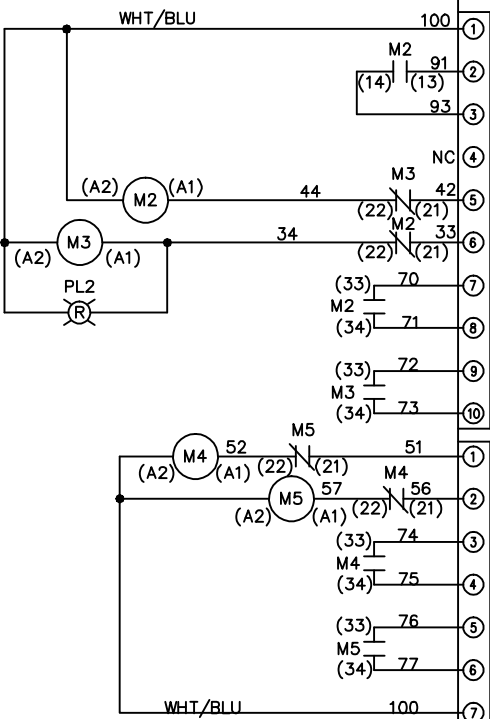 WHT/BLU 100 1
M2
91 2
(14) (13)
93 3
NC 4
M3
(A2) M2 (A1) 44 42 5
(22) (21)
M2
M3 34 33 6
(A2) (A1) (22) (21)
PL2
R
(33) 70 7
M2
(34) 71 8
(33) 72 9
M3
(34) 73 10
M5
M4 52 51 1
(A2) (A1) (22) (21)
M4
M5 57 56 2
(A2) (A1) (22) (21)
(33) 74 3
M4
(34) 75 4
(33) 76 5
M5
(34) 77 6
WHT/BLU 100 7